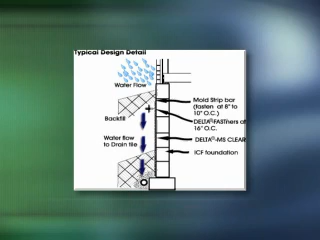 Typical Design Detail
Water Flow
Mold Strip bar
(fasten at 8" to
10" O.C.)
Backfill
DELTA®-FASTners at
16" O.C.
Water flow
to Drain tile
DELTA®-MS CLEAR
ICF foundation